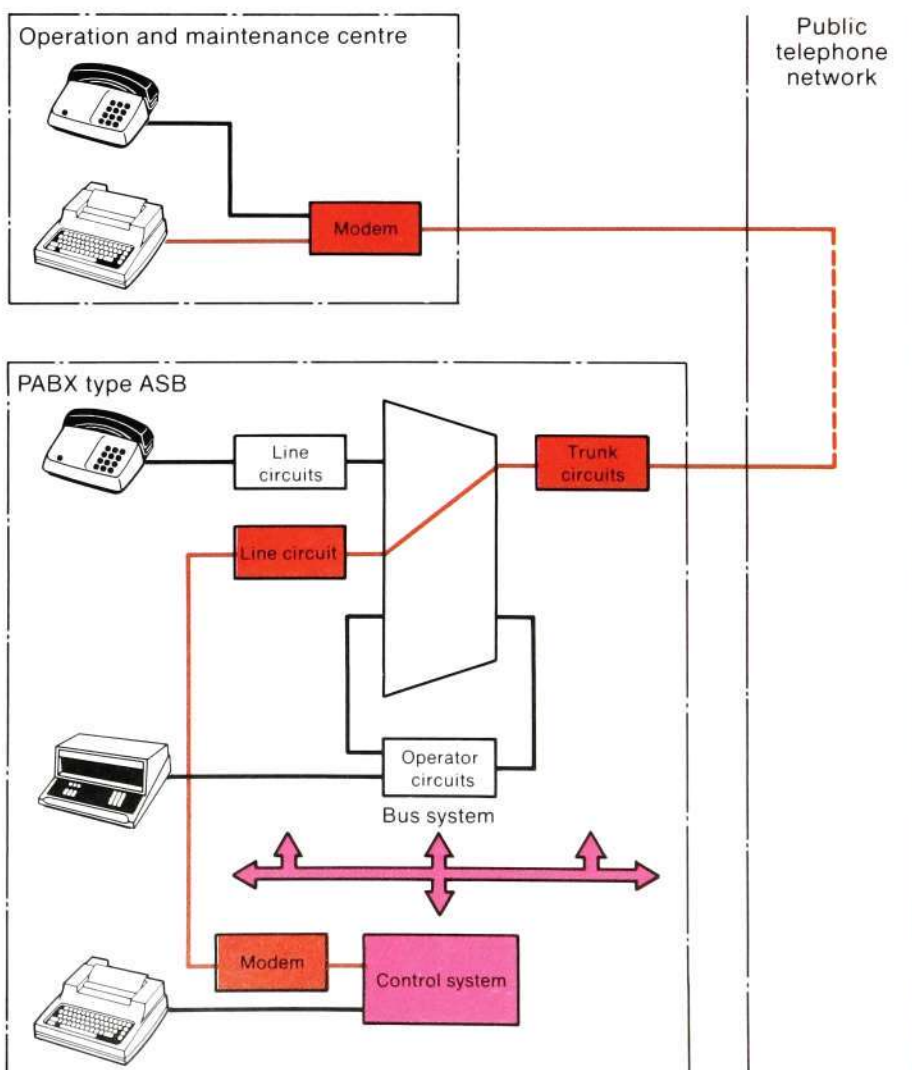 Operation and maintenance centre
Public
telephone
network
Modem
PABX type ASB
Line
circuits
Trunk
circuits
Line circuit
Operator
circuits
Bus system
Modem
Control system